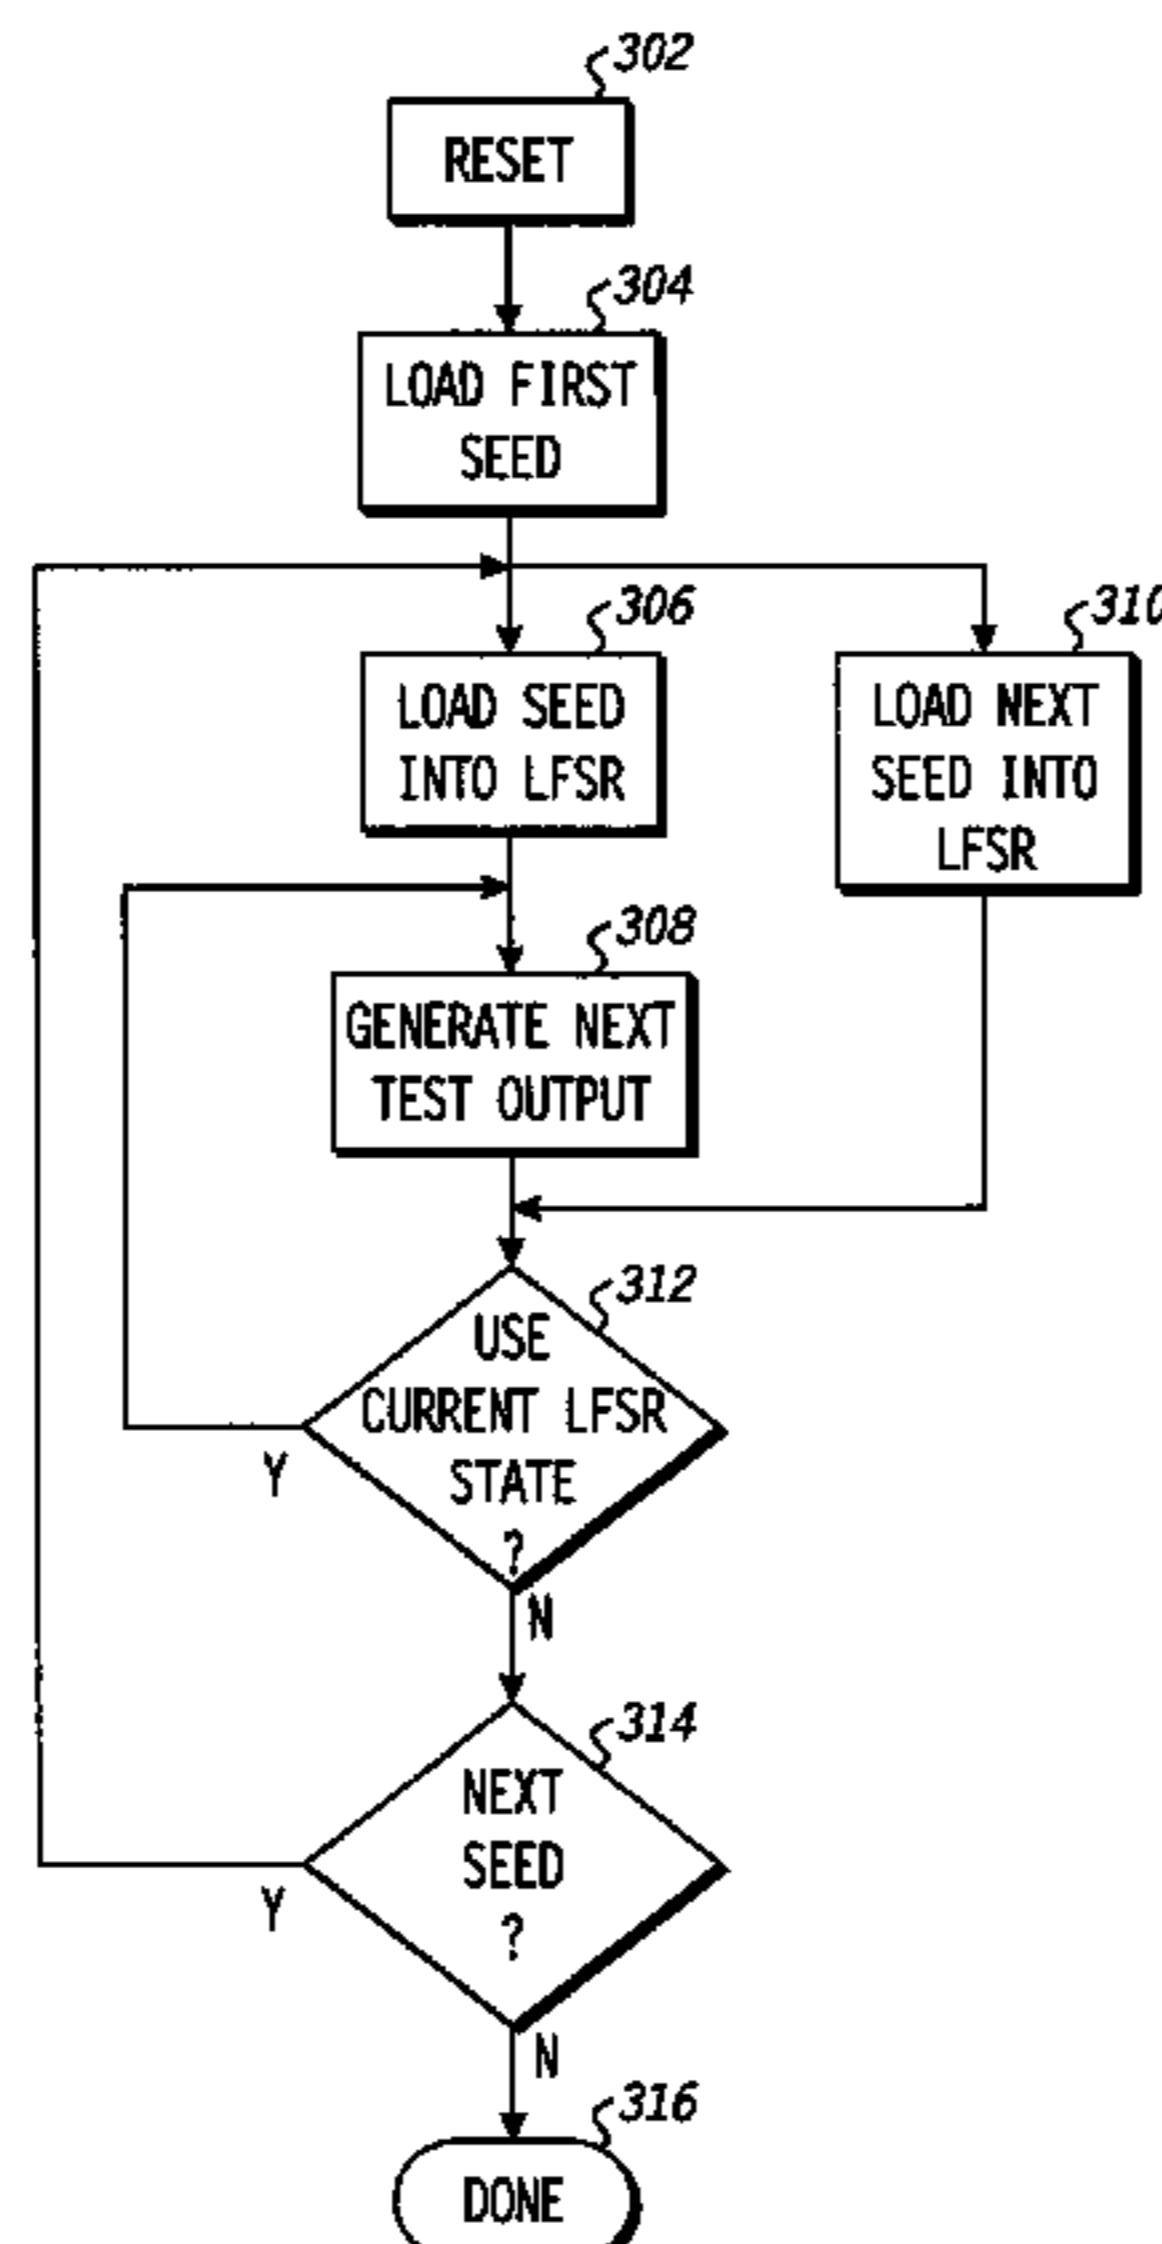 302
RESET
304
LOAD FIRST
SEED
306
LOAD SEED
INTO LFSR
310
LOAD NEXT
SEED INTO
LFSR
308
GENERATE NEXT
TEST OUTPUT
312
USE
CURRENT LFSR
STATE
?
Y
N
314
NEXT
SEED
?
Y
N
316
DONE